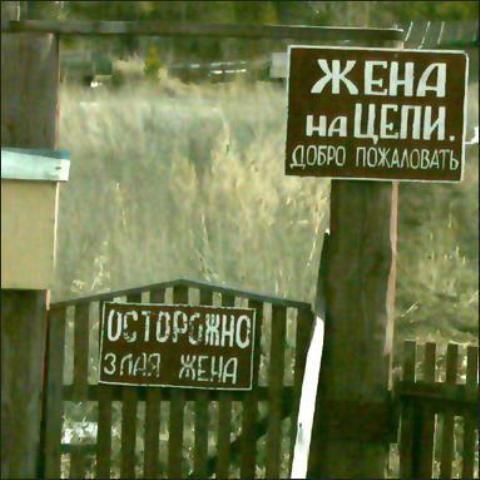 ЖЕНА
на ЦЕПИ.
ДОБРО ПОЖАЛОВАТЬ
ОСТОРОЖНО
ЗЛАЯ ЖЕНА